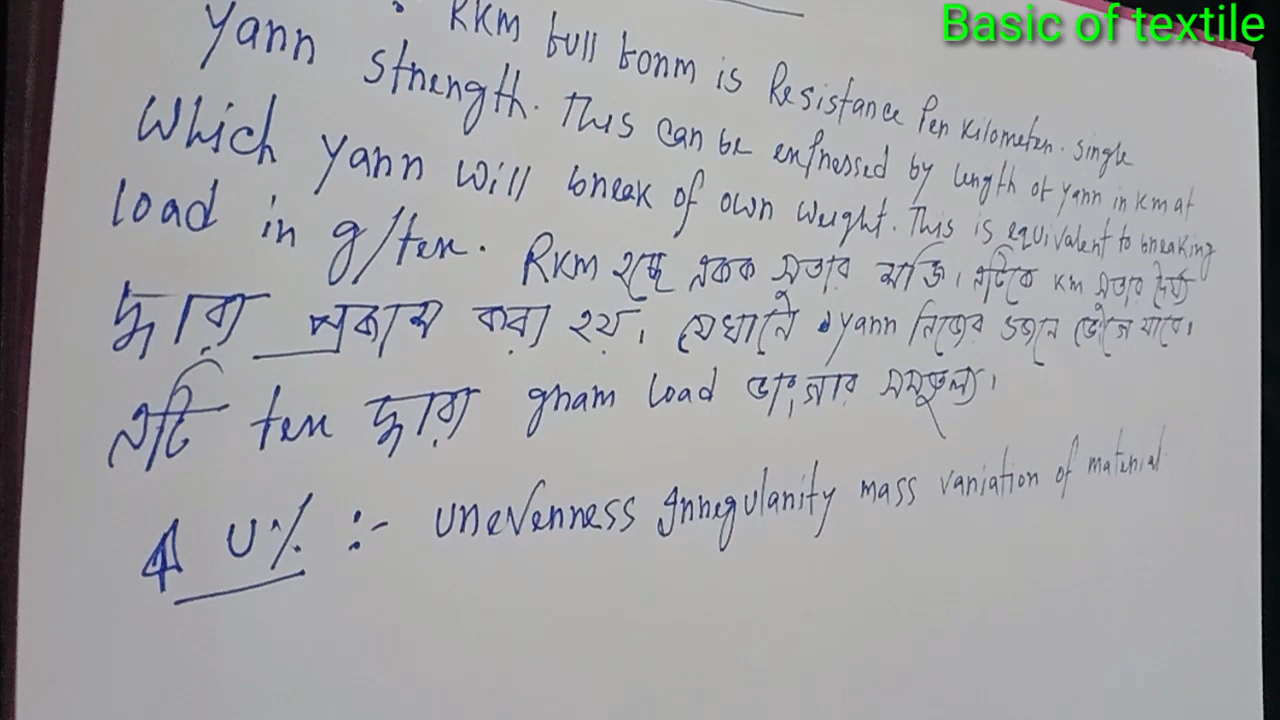 Basic of textile
: RKM full form is Resistance Per Kilometer. single
Yarn strength. This can be expressed by length of yarn in km at
Which yarn will break of own weight. This is equivalent to breaking
load in g/tex. RKM হচ্ছে একক সুতার শক্তি। এটিকে KM সুতার দৈর্ঘ্য
দ্বারা প্রকাশ করা হয়। যেখানে yarn নিজের ওজনে ভেঙ্গে যাবে।
এটি tex দ্বারা gram load ভাংগার সমতুল্য।
4 U% :- Unevenness Irregularity mass variation of material